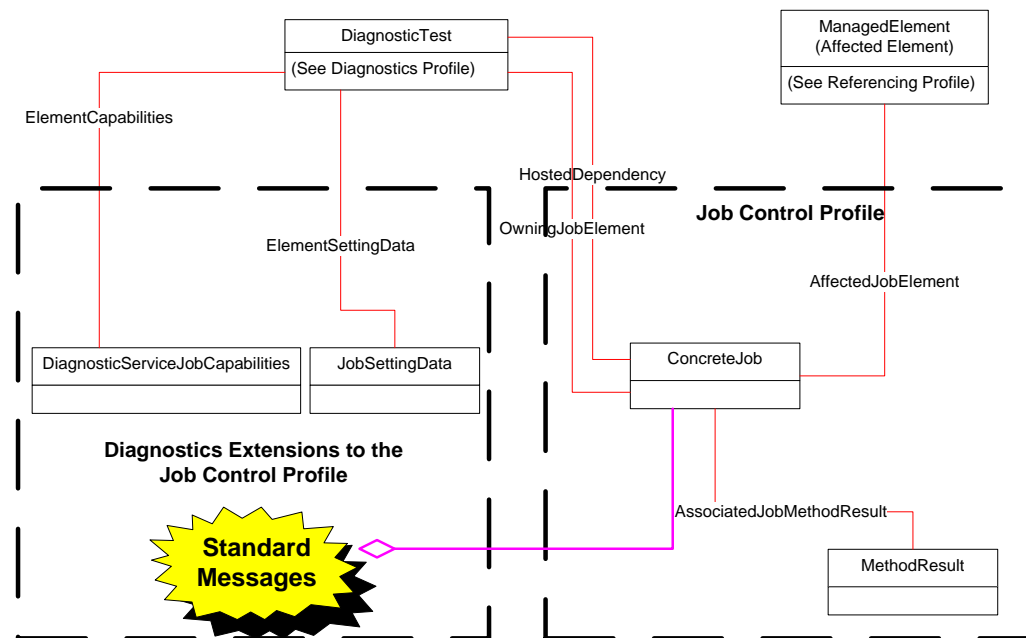 DiagnosticTest
(See Diagnostics Profile)
ManagedElement
(Affected Element)
(See Referencing Profile)
ElementCapabilities
HostedDependency
Job Control Profile
OwningJobElement
ElementSettingData
AffectedJobElement
DiagnosticServiceJobCapabilities
JobSettingData
ConcreteJob
Diagnostics Extensions to the
Job Control Profile
AssociatedJobMethodResult
Standard
Messages
MethodResult